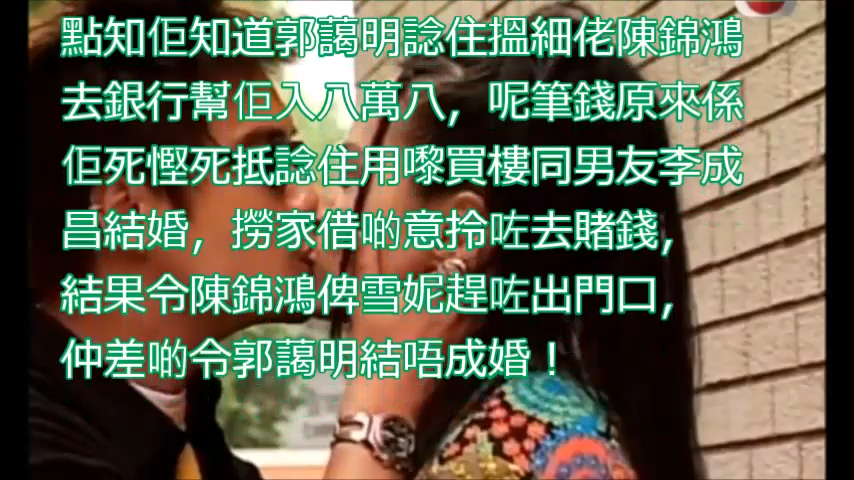 點知佢知道郭藹明諗住搵細佬陳錦鴻
去銀行幫佢入八萬八，呢筆錢原來係
佢死慳死抵諗住用嚟買樓同男友李成
昌結婚，撈家借啲意拎咗去賭錢，
結果令陳錦鴻俾雪妮趕咗出門口，
仲差啲令郭藹明結唔成婚！